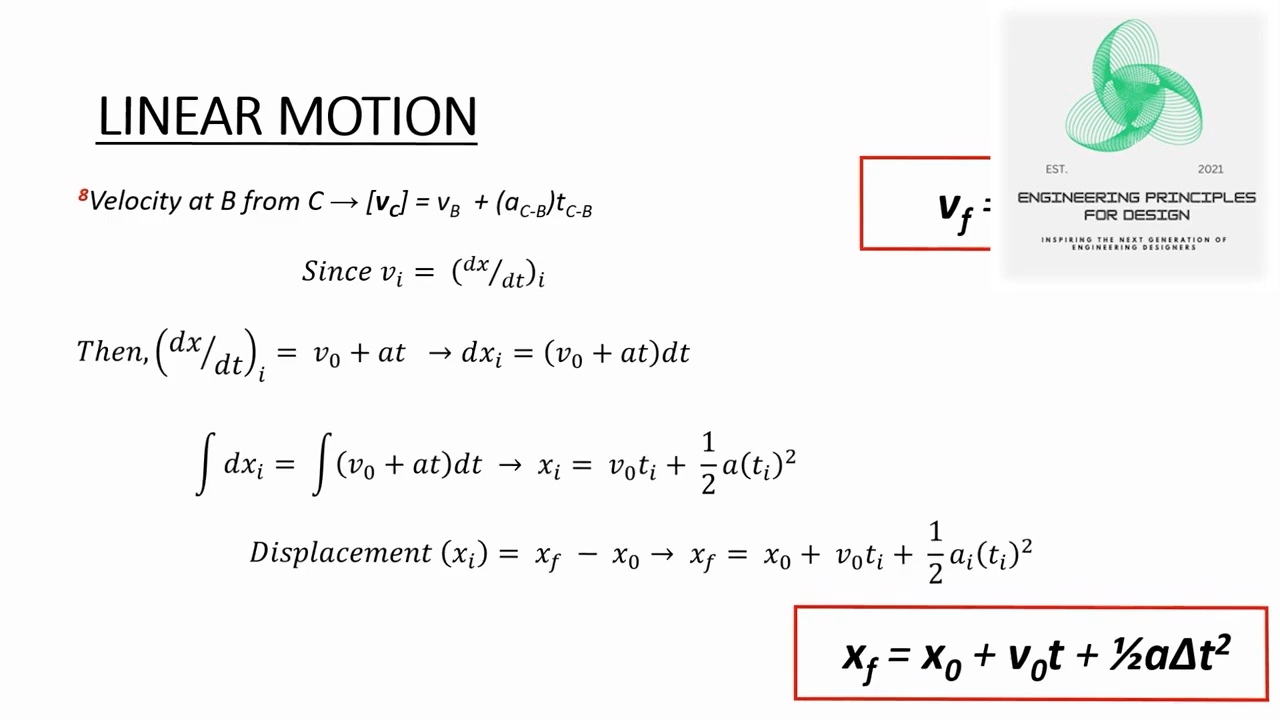 LINEAR MOTION
⁸Velocity at B from C → [v_C] = v_B + (a_C-B)t_C-B
v_f =
EST. 2021
ENGINEERING PRINCIPLES
FOR DESIGN
INSPIRING THE NEXT GENERATION OF
ENGINEERING DESIGNERS
Since v_i = (dx/dt)_i
Then, (dx/dt)_i = v_0 + at → dx_i = (v_0 + at)dt
∫ dx_i = ∫ (v_0 + at)dt → x_i = v_0t_i + 1/2 a(t_i)²
Displacement (x_i) = x_f − x_0 → x_f = x_0 + v_0t_i + 1/2 a_i(t_i)²
x_f = x_0 + v_0t + ½aΔt²